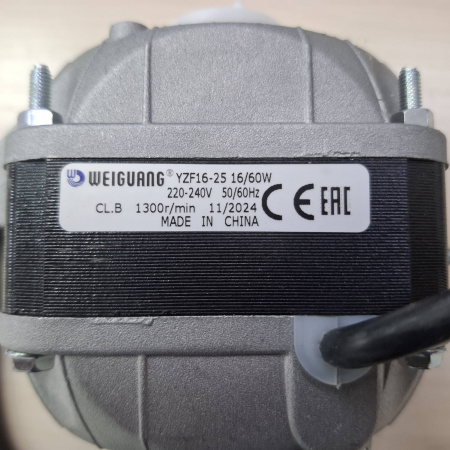 WEIGUANG® YZF16-25 16/60W
220-240V 50/60Hz
CL.B 1300r/min 11/2024
MADE IN CHINA
CE EAC